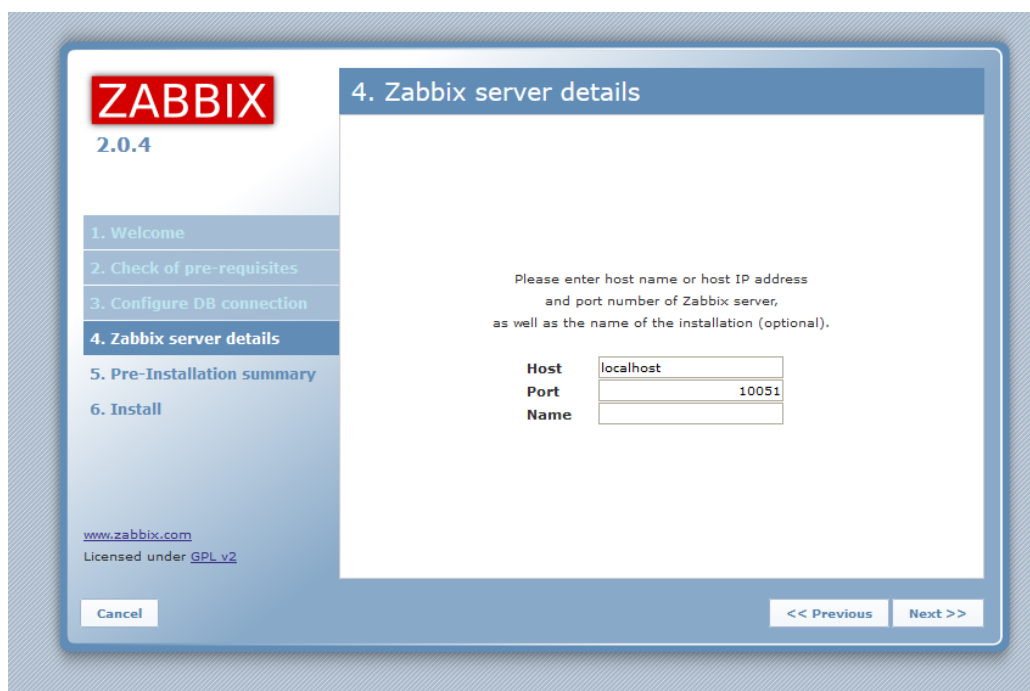 ZABBIX
2.0.4
1. Welcome
2. Check of pre-requisites
3. Configure DB connection
4. Zabbix server details
5. Pre-Installation summary
6. Install
www.zabbix.com
Licensed under GPL v2
4. Zabbix server details
Please enter host name or host IP address
and port number of Zabbix server,
as well as the name of the installation (optional).
Host localhost
Port 10051
Name
Cancel << Previous Next >>